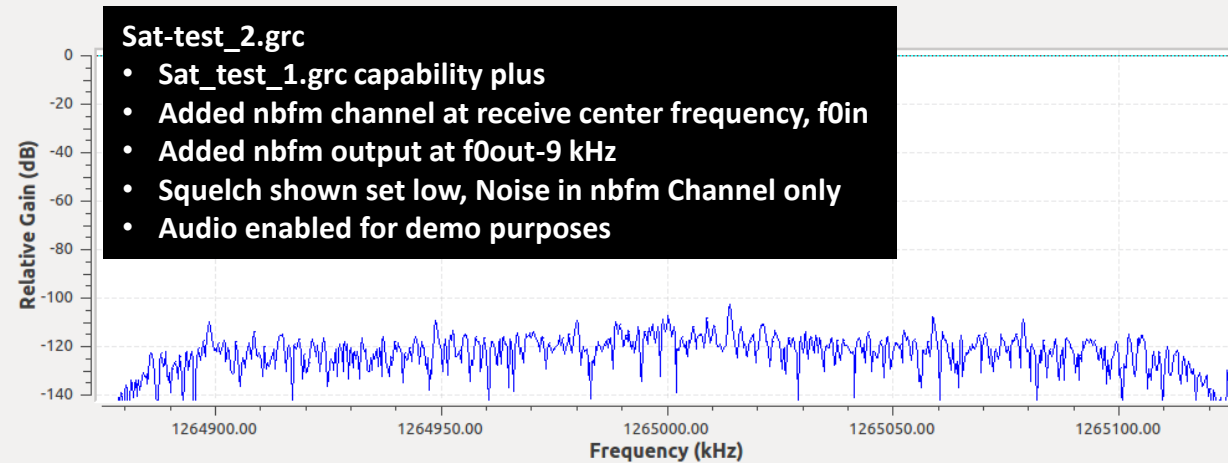 Sat-test_2.grc
• Sat_test_1.grc capability plus
• Added nbfm channel at receive center frequency, f0in
• Added nbfm output at f0out-9 kHz
• Squelch shown set low, Noise in nbfm Channel only
• Audio enabled for demo purposes
Relative Gain (dB)
0
-20
-40
-60
-80
-100
-120
-140
1264900.00 1264950.00 1265000.00 1265050.00 1265100.00
Frequency (kHz)